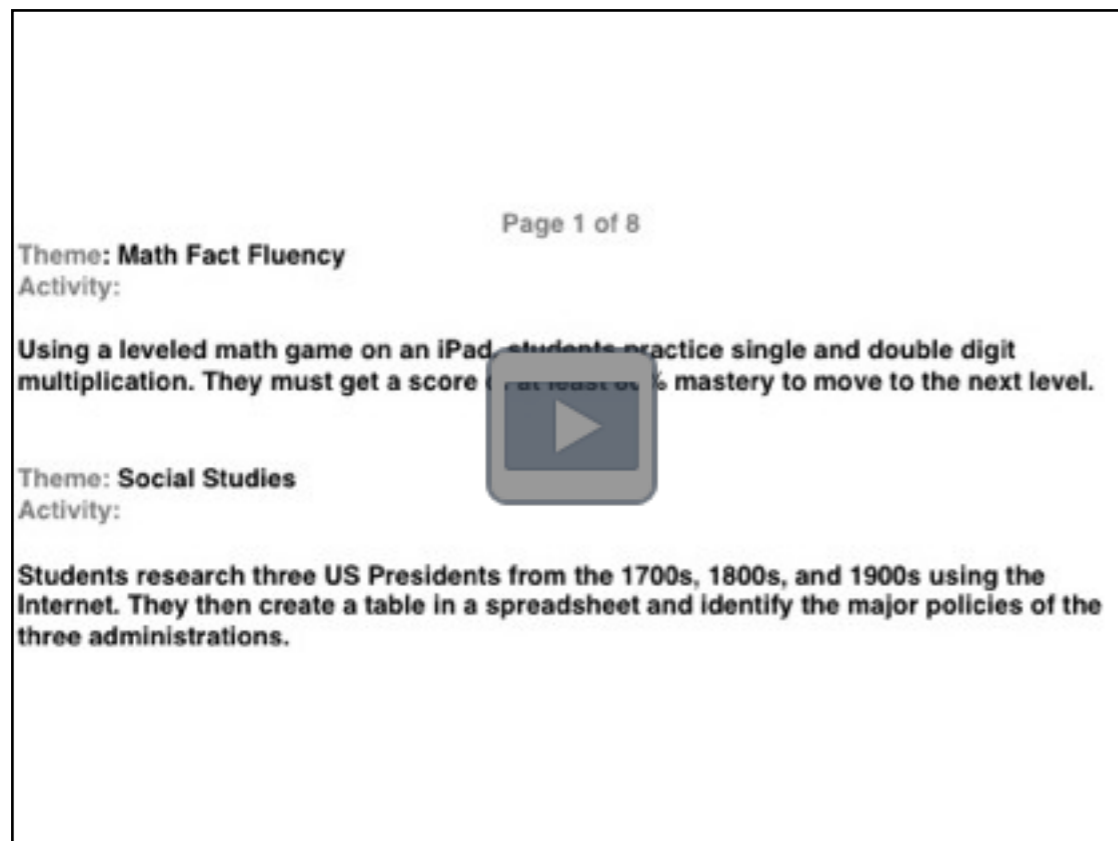 Page 1 of 8
Theme: Math Fact Fluency
Activity:
Using a leveled math game on an iPad, students practice single and double digit
multiplication. They must get a score at least % mastery to move to the next level.
Theme: Social Studies
Activity:
Students research three US Presidents from the 1700s, 1800s, and 1900s using the
Internet. They then create a table in a spreadsheet and identify the major policies of the
three administrations.